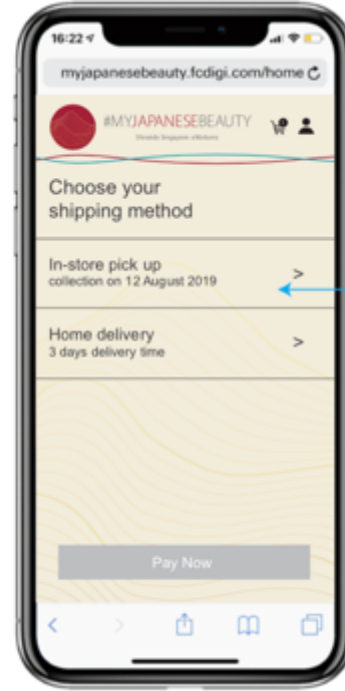 16:22
myjapanesebeauty.fcdigi.com/home
#MYJAPANESEBEAUTY
Choose your
shipping method
In-store pick up
collection on 12 August 2019
>
Home delivery
3 days delivery time
>
Pay Now